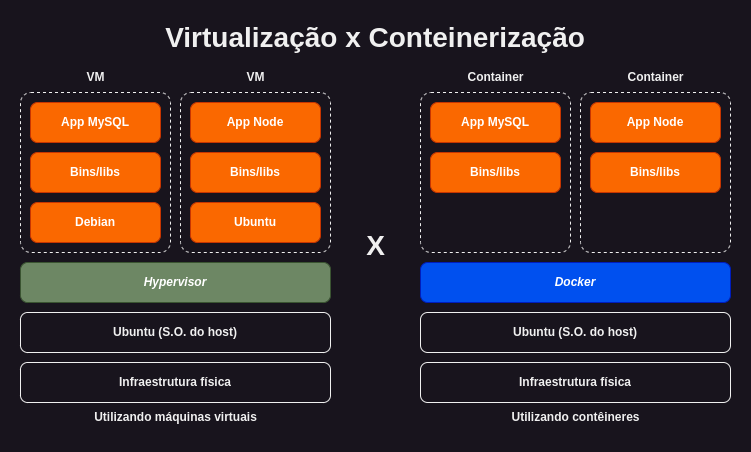 Virtualização x Conteinerização
VM
VM
App MySQL
App Node
Bins/libs
Bins/libs
Debian
Ubuntu
Hypervisor
Ubuntu (S.O. do host)
Infraestrutura física
Utilizando máquinas virtuais
X
Container
Container
App MySQL
App Node
Bins/libs
Bins/libs
Docker
Ubuntu (S.O. do host)
Infraestrutura física
Utilizando contêineres